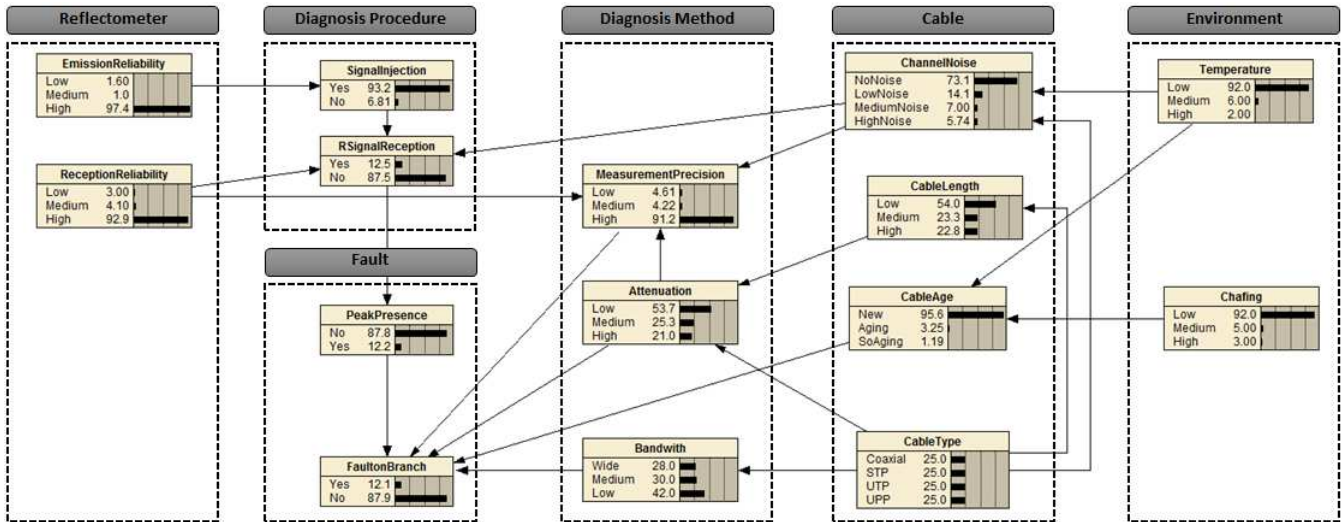 Reflectometer
Diagnosis Procedure
Diagnosis Method
Cable
Environment
EmissionReliability
Low 1.60
Medium 1.0
High 97.4
ReceptionReliability
Low 3.00
Medium 4.10
High 92.9
SignalInjection
Yes 93.2
No 6.81
RSignalReception
Yes 12.5
No 87.5
Fault
PeakPresence
No 87.8
Yes 12.2
FaultonBranch
Yes 12.1
No 87.9
MeasurementPrecision
Low 4.61
Medium 4.22
High 91.2
Attenuation
Low 53.7
Medium 25.3
High 21.0
Bandwith
Wide 28.0
Medium 30.0
Low 42.0
ChannelNoise
NoNoise 73.1
LowNoise 14.1
MediumNoise 7.00
HighNoise 5.74
CableLength
Low 54.0
Medium 23.3
High 22.8
CableAge
New 95.6
Aging 3.25
SoAging 1.19
CableType
Coaxial 25.0
STP 25.0
UTP 25.0
UPP 25.0
Temperature
Low 92.0
Medium 6.00
High 2.00
Chafing
Low 92.0
Medium 5.00
High 3.00